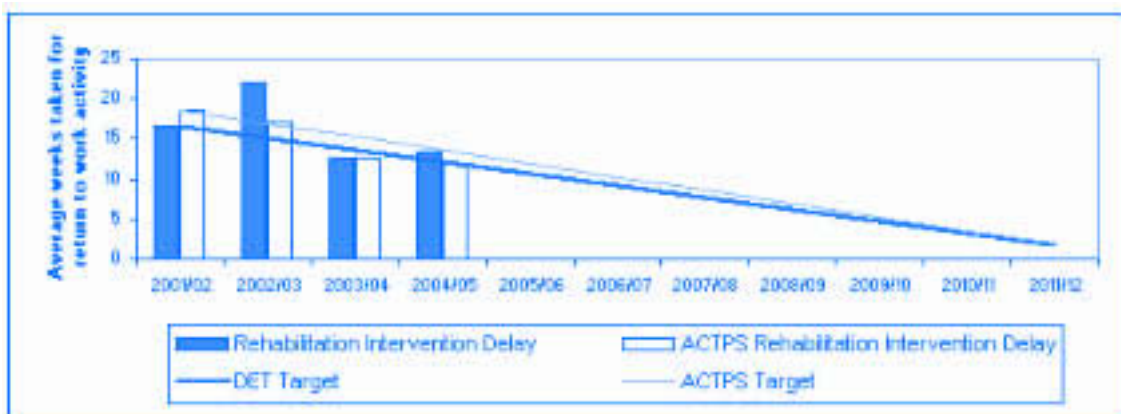 Average weeks taken for
return to work activity
25
20
15
10
5
0
2001/02 2002/03 2003/04 2004/05 2005/06 2006/07 2007/08 2008/09 2009/10 2010/11 2011/12
Rehabilitation Intervention Delay ACTPS Rehabilitation Intervention Delay
DET Target ACTPS Target